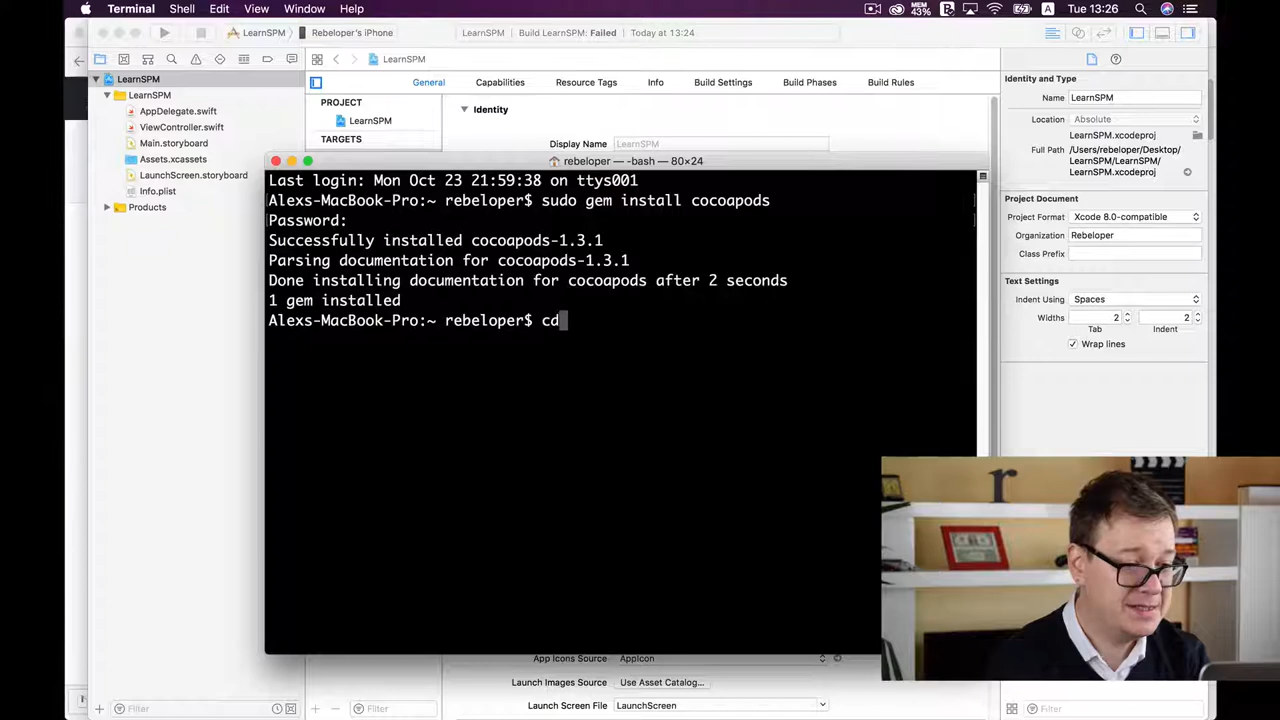 Terminal Shell Edit View Window Help MEM 43% A Tue 13:26
LearnSPM Rebeloper's iPhone LearnSPM Build LearnSPM: Failed Today at 13:24
LearnSPM
LearnSPM
AppDelegate.swift
ViewController.swift
Main.storyboard
Assets.xcassets
LaunchScreen.storyboard
Info.plist
Products
LearnSPM
General Capabilities Resource Tags Info Build Settings Build Phases Build Rules
PROJECT
LearnSPM
TARGETS
Identity
Display Name LearnSPM
rebeloper — -bash — 80×24
Last login: Mon Oct 23 21:59:38 on ttys001
Alexs-MacBook-Pro:~ rebeloper$ sudo gem install cocoapods
Password:
Successfully installed cocoapods-1.3.1
Parsing documentation for cocoapods-1.3.1
Done installing documentation for cocoapods after 2 seconds
1 gem installed
Alexs-MacBook-Pro:~ rebeloper$ cd
Identity and Type
Name LearnSPM
Location Absolute
LearnSPM.xcodeproj
Full Path /Users/rebeloper/Desktop/
LearnSPM/LearnSPM/
LearnSPM.xcodeproj
Project Document
Project Format Xcode 8.0-compatible
Organization Rebeloper
Class Prefix
Text Settings
Indent Using Spaces
Widths 2 2
Tab Indent
Wrap lines
r
App Icons Source AppIcon
Launch Images Source Use Asset Catalog...
Launch Screen File LaunchScreen
Filter
Filter
Filter